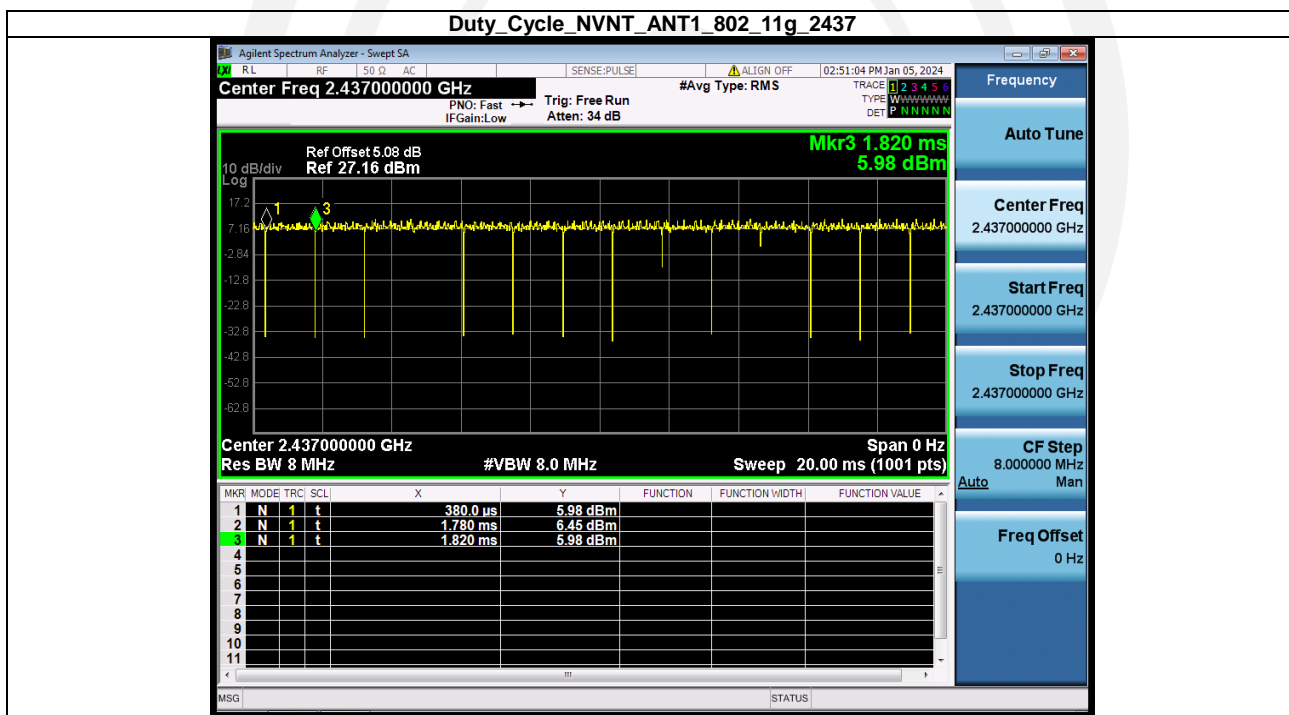 Duty_Cycle_NVNT_ANT1_802_11g_2437
Agilent Spectrum Analyzer - Swept SA
LXI RL RF 50 Ω AC SENSE:PULSE ALIGN OFF 02:51:04 PM Jan 05, 2024
Center Freq 2.437000000 GHz #Avg Type: RMS TRACE 1 2 3 4 5 6
PNO: Fast Trig: Free Run TYPE WWWWWW
IFGain:Low Atten: 34 dB DET P N N N N N
Mkr3 1.820 ms
5.98 dBm
Ref Offset 5.08 dB
10 dB/div Ref 27.16 dBm
Log
17.2
7.16
-2.84
-12.8
-22.8
-32.8
-42.8
-52.8
-62.8
1
3
Center 2.437000000 GHz Span 0 Hz
Res BW 8 MHz #VBW 8.0 MHz Sweep 20.00 ms (1001 pts)
MKR MODE TRC SCL X Y FUNCTION FUNCTION WIDTH FUNCTION VALUE
1 N 1 t 380.0 µs 5.98 dBm
2 N 1 t 1.780 ms 6.45 dBm
3 N 1 t 1.820 ms 5.98 dBm
4
5
6
7
8
9
10
11
MSG STATUS
Frequency
Auto Tune
Center Freq
2.437000000 GHz
Start Freq
2.437000000 GHz
Stop Freq
2.437000000 GHz
CF Step
8.000000 MHz
Auto Man
Freq Offset
0 Hz